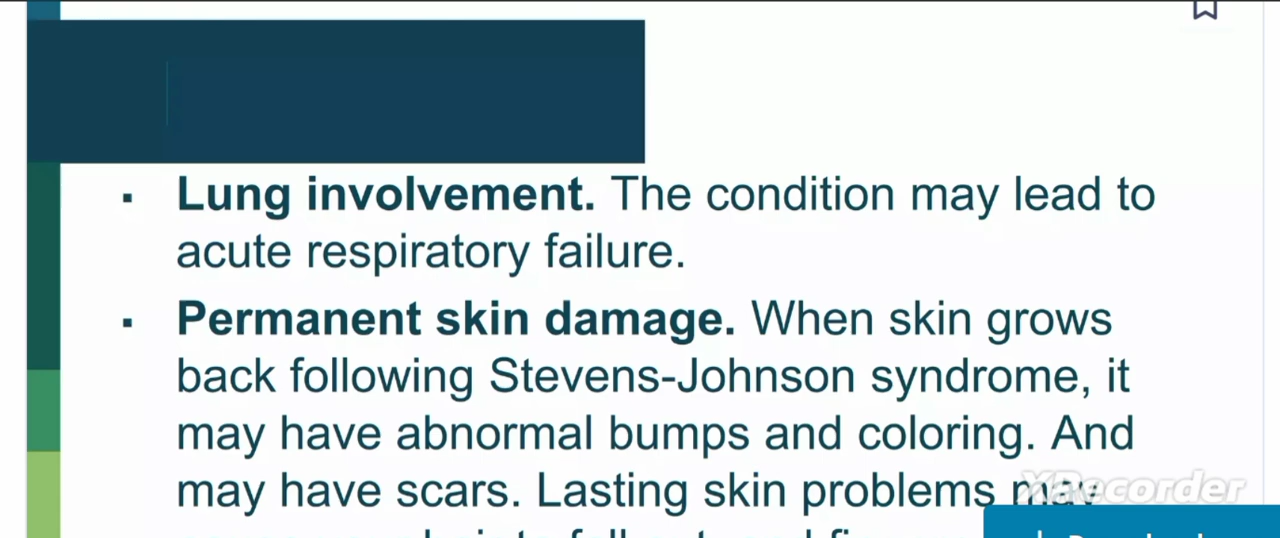 ▪ Lung involvement. The condition may lead to
acute respiratory failure.
▪ Permanent skin damage. When skin grows
back following Stevens-Johnson syndrome, it
may have abnormal bumps and coloring. And
may have scars. Lasting skin problems may
XRecorder